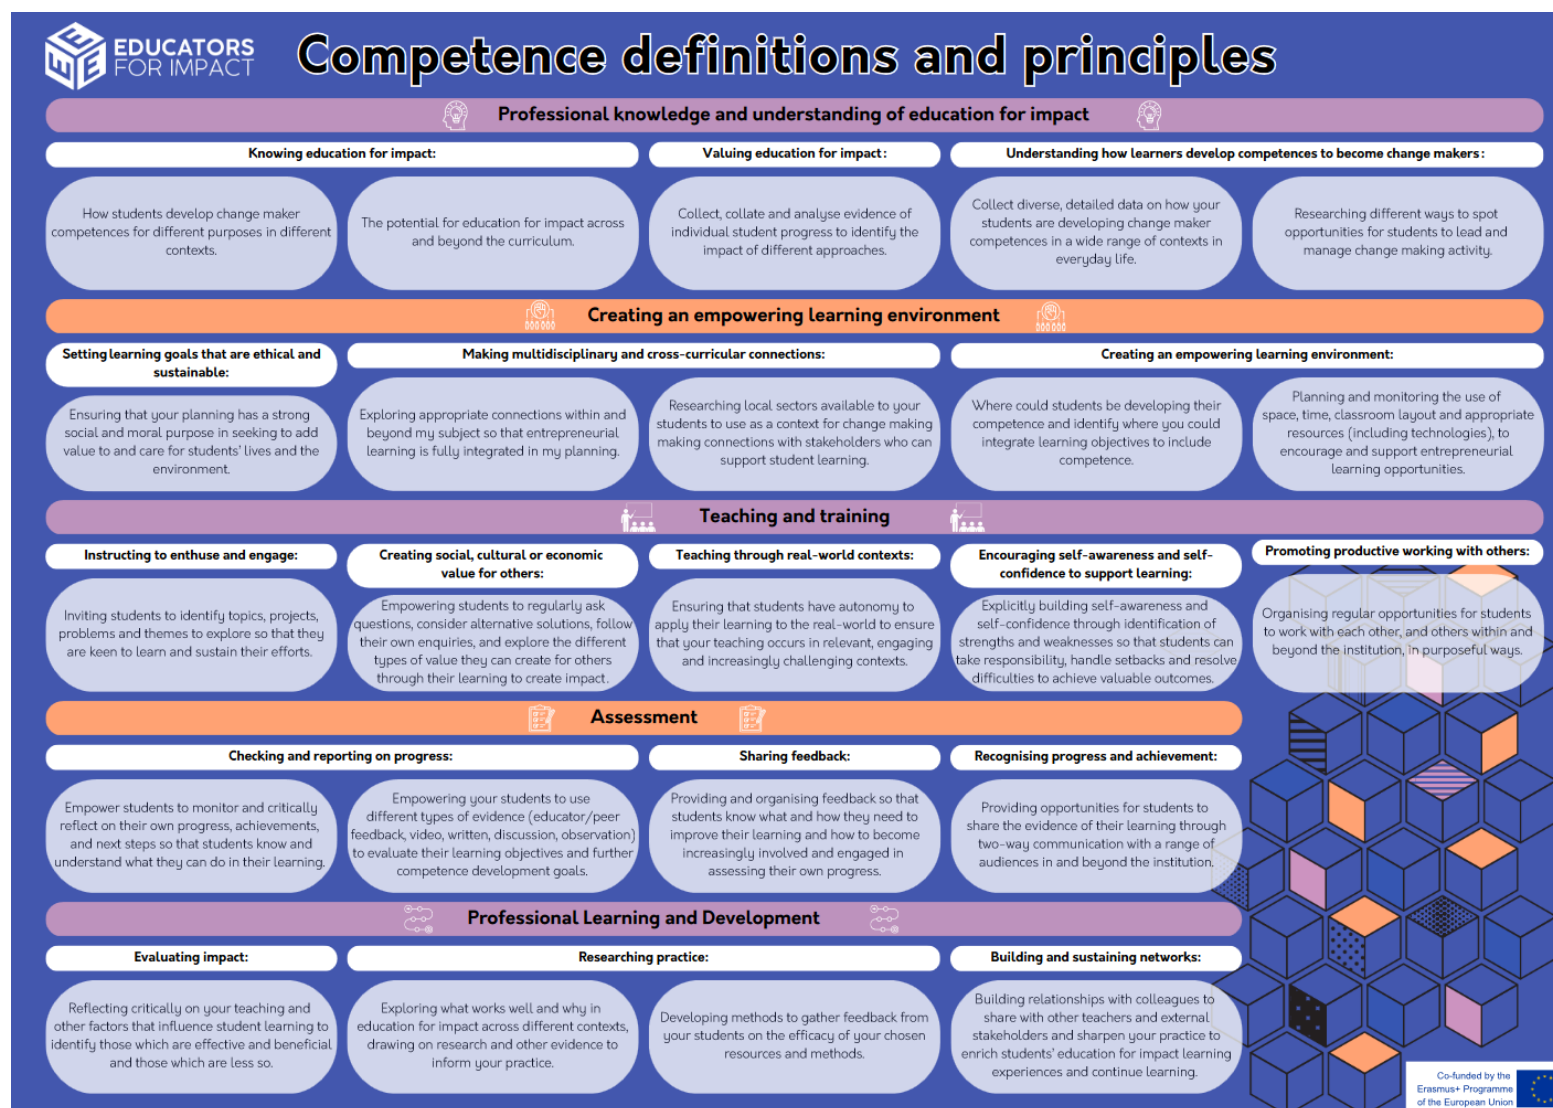 EDUCATORS
FOR IMPACT
Competence definitions and principles
Professional knowledge and understanding of education for impact
Knowing education for impact:
How students develop change maker
competences for different purposes in different
contexts.
The potential for education for impact across
and beyond the curriculum.
Valuing education for impact:
Collect, collate and analyse evidence of
individual student progress to identify the
impact of different approaches.
Understanding how learners develop competences to become change makers:
Collect diverse, detailed data on how your
students are developing change maker
competences in a wide range of contexts in
everyday life.
Researching different ways to spot
opportunities for students to lead and
manage change making activity.
Creating an empowering learning environment
Setting learning goals that are ethical and
sustainable:
Ensuring that your planning has a strong
social and moral purpose in seeking to add
value to and care for students' lives and the
environment.
Making multidisciplinary and cross-curricular connections:
Exploring appropriate connections within and
beyond my subject so that entrepreneurial
learning is fully integrated in my planning.
Researching local sectors available to your
students to use as a context for change making
making connections with stakeholders who can
support student learning.
Creating an empowering learning environment:
Where could students be developing their
competence and identify where you could
integrate learning objectives to include
competence.
Planning and monitoring the use of
space, time, classroom layout and appropriate
resources (including technologies), to
encourage and support entrepreneurial
learning opportunities.
Teaching and training
Instructing to enthuse and engage:
Inviting students to identify topics, projects,
problems and themes to explore so that they
are keen to learn and sustain their efforts.
Creating social, cultural or economic
value for others:
Empowering students to regularly ask
questions, consider alternative solutions, follow
their own enquiries, and explore the different
types of value they can create for others
through their learning to create impact.
Teaching through real-world contexts:
Ensuring that students have autonomy to
apply their learning to the real-world to ensure
that your teaching occurs in relevant, engaging
and increasingly challenging contexts.
Encouraging self-awareness and self-
confidence to support learning:
Explicitly building self-awareness and
self-confidence through identification of
strengths and weaknesses so that students can
take responsibility, handle setbacks and resolve
difficulties to achieve valuable outcomes.
Promoting productive working with others:
Organising regular opportunities for students
to work with each other, and others within and
beyond the institution, in purposeful ways.
Assessment
Checking and reporting on progress:
Empower students to monitor and critically
reflect on their own progress, achievements,
and next steps so that students know and
understand what they can do in their learning.
Empowering your students to use
different types of evidence (educator/peer
feedback, video, written, discussion, observation)
to evaluate their learning objectives and further
competence development goals.
Sharing feedback:
Providing and organising feedback so that
students know what and how they need to
improve their learning and how to become
increasingly involved and engaged in
assessing their own progress.
Recognising progress and achievement:
Providing opportunities for students to
share the evidence of their learning through
two-way communication with a range of
audiences in and beyond the institution.
Professional Learning and Development
Evaluating impact:
Reflecting critically on your teaching and
other factors that influence student learning to
identify those which are effective and beneficial
and those which are less so.
Researching practice:
Exploring what works well and why in
education for impact across different contexts,
drawing on research and other evidence to
inform your practice.
Developing methods to gather feedback from
your students on the efficacy of your chosen
resources and methods.
Building and sustaining networks:
Building relationships with colleagues to
share with other teachers and external
stakeholders and sharpen your practice to
enrich students' education for impact learning
experiences and continue learning.
Co-funded by the
Erasmus+ Programme
of the European Union